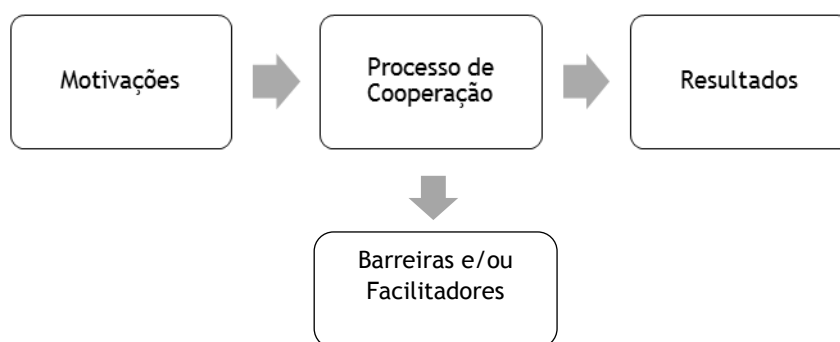 Motivações
Processo de
Cooperação
Resultados
Barreiras e/ou
Facilitadores